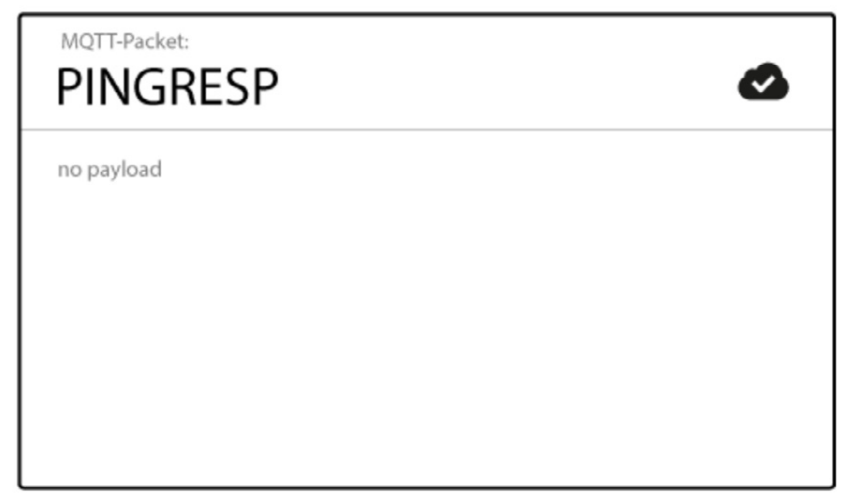 MQTT-Packet:
PINGRESP
no payload